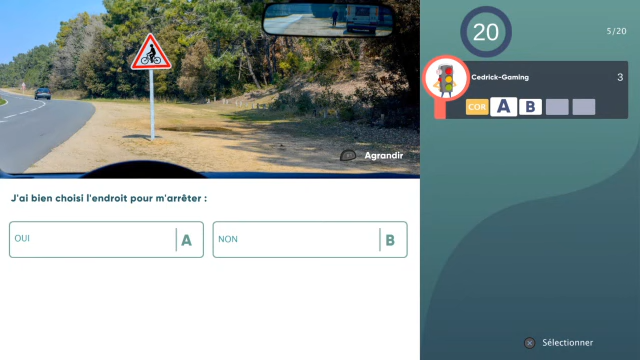 20
5/20
Cedrick-Gaming
3
COR A B
Agrandir
J'ai bien choisi l'endroit pour m'arrêter :
OUI A
NON B
Sélectionner